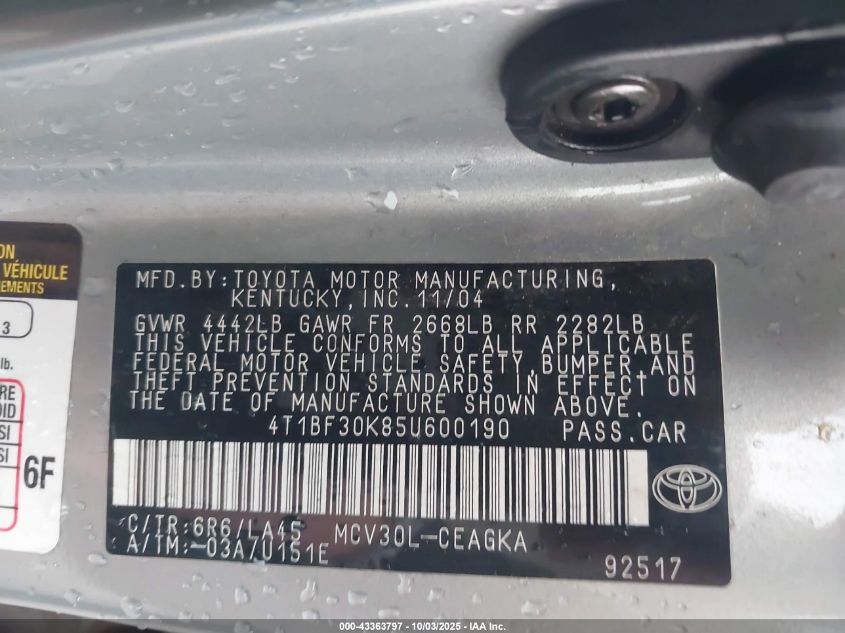 ON
VÉHICULE
NEMENTS
3
lb.
RE
OID
SI
SI
6F
MFD.BY:TOYOTA MOTOR MANUFACTURING,
KENTUCKY, INC. 11/04
GVWR 4442LB GAWR FR 2668LB RR 2282LB
THIS VEHICLE CONFORMS TO ALL APPLICABLE
FEDERAL MOTOR VEHICLE SAFETY,BUMPER,AND
THEFT PREVENTION STANDARDS IN EFFECT ON
THE DATE OF MANUFACTURE SHOWN ABOVE.
4T1BF30K85U600190 PASS.CAR
C/TR:6R6/LA45 MCV30L-CEAGKA
A/TM:-03A/U151E
92517
000-43363797 - 10/03/2025 - IAA Inc.